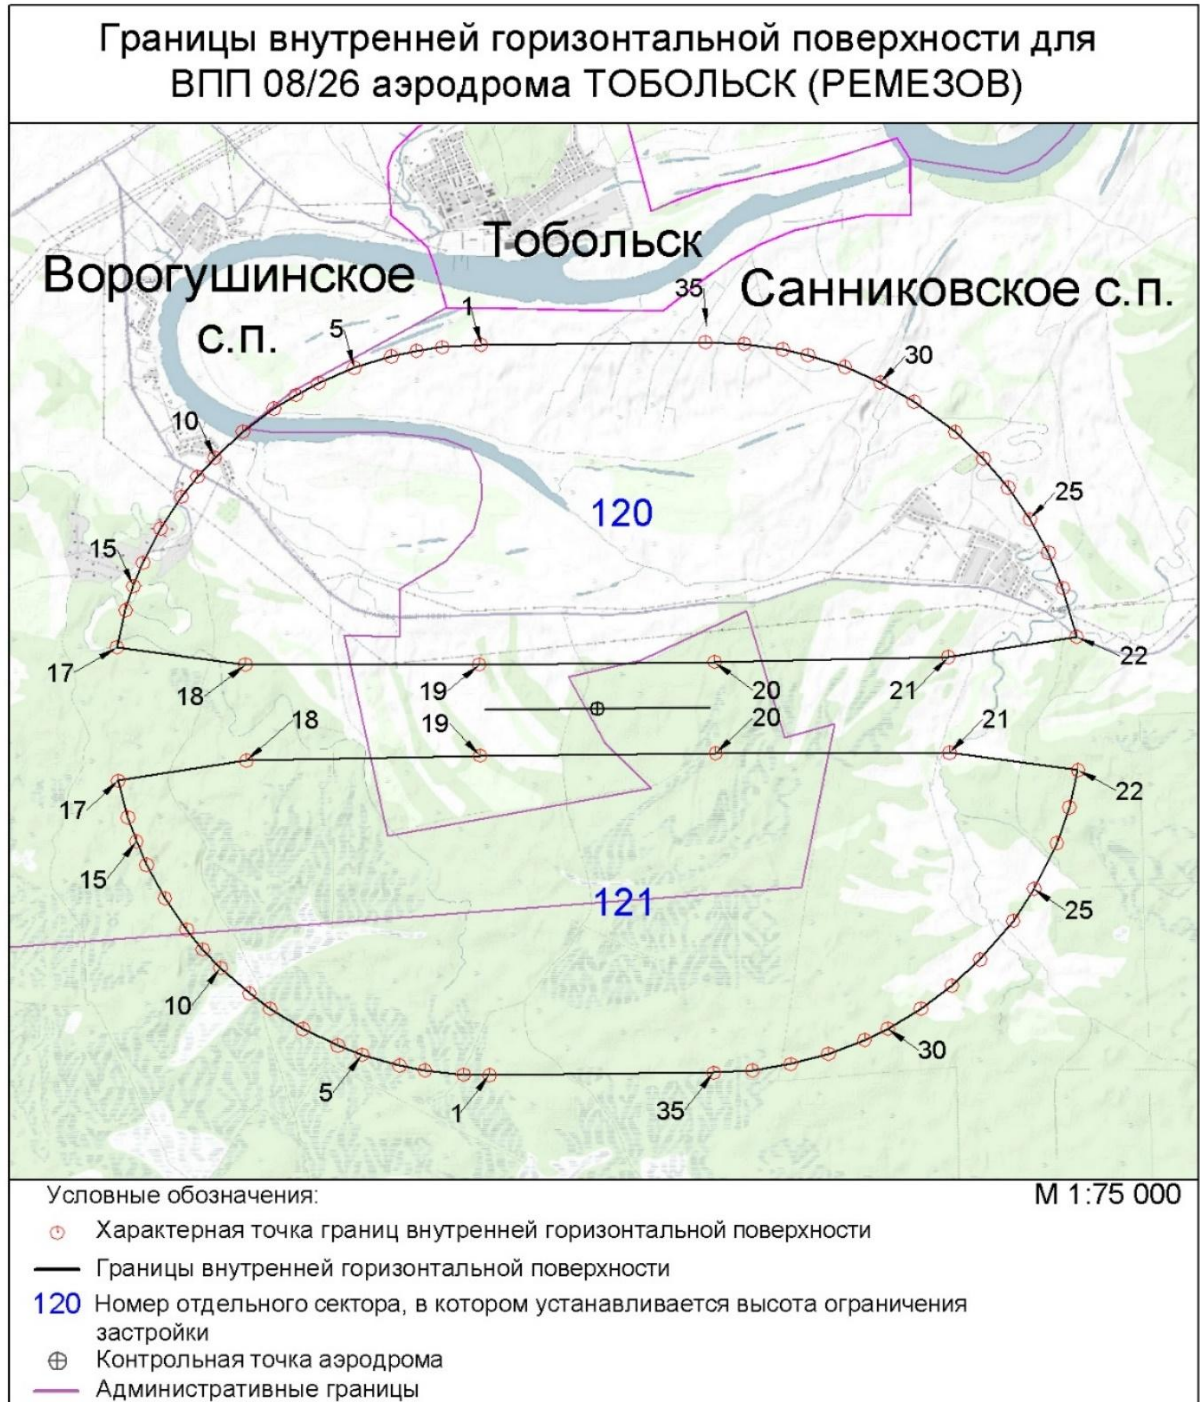 Границы внутренней горизонтальной поверхности для
ВПП 08/26 аэродрома ТОБОЛЬСК (РЕМЕЗОВ)
Тобольск
Ворогушинское
с.п.
Санниковское с.п.
35
1
5
30
10
120
25
15
17
18
19
20
21
22
18
19
20
21
17
22
15
121
25
10
30
5
1
35
Условные обозначения:
М 1:75 000
Характерная точка границ внутренней горизонтальной поверхности
Границы внутренней горизонтальной поверхности
120 Номер отдельного сектора, в котором устанавливается высота ограничения
застройки
Контрольная точка аэродрома
Административные границы